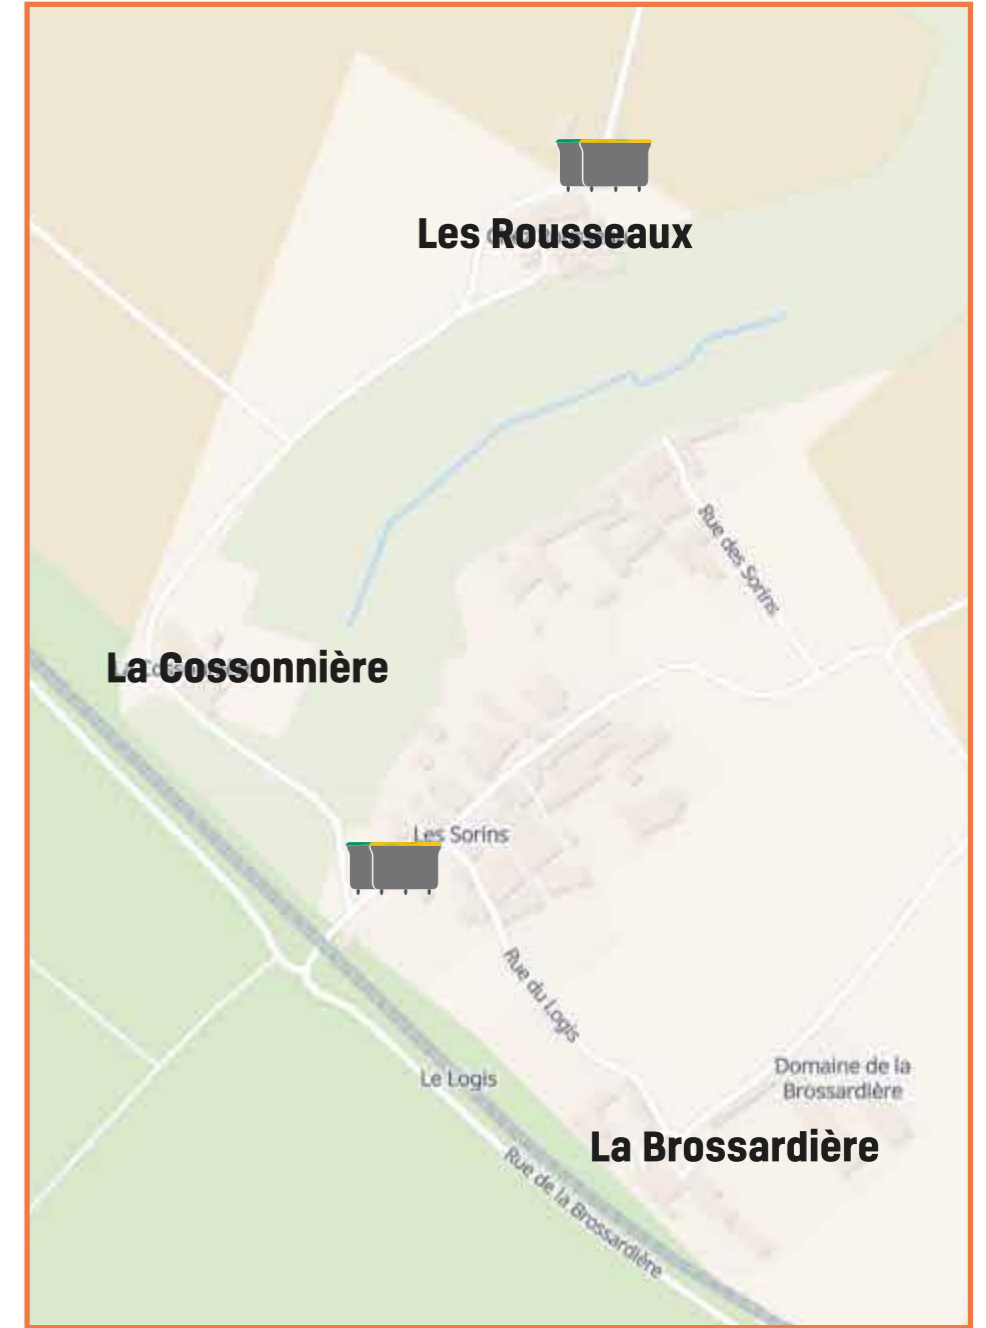 Les Rousseaux
Rue des Sorins
La Cossonnière
Les Sorins
Rue du Logis
Le Logis
Domaine de la
Brossardière
La Brossardière
Rue de la Brossardière